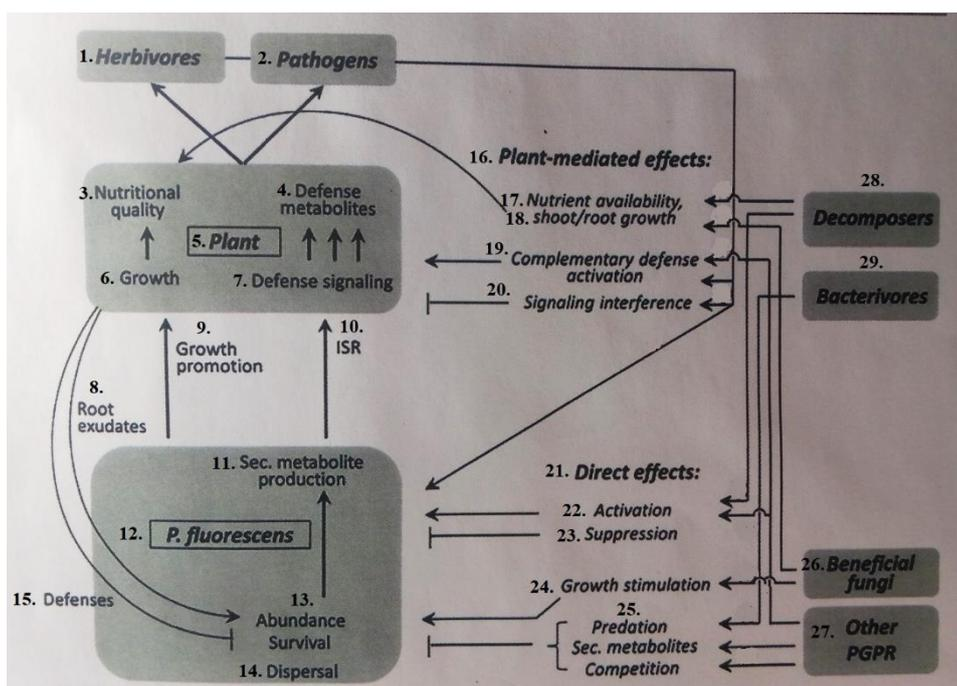 1. Herbivores
2. Pathogens
16. Plant-mediated effects:
3. Nutritional
quality
4. Defense
metabolites
17. Nutrient availability,
18. shoot/root growth
28.
Decomposers
5. Plant
19. Complementary defense
activation
29.
Bacterivores
6. Growth
7. Defense signaling
20. Signaling interference
9.
Growth
promotion
10.
ISR
8.
Root
exudates
11. Sec. metabolite
production
21. Direct effects:
22. Activation
23. Suppression
12. P. fluorescens
24. Growth stimulation
26. Beneficial
fungi
15. Defenses
13.
Abundance
Survival
14. Dispersal
25.
Predation
Sec. metabolites
Competition
27. Other
PGPR